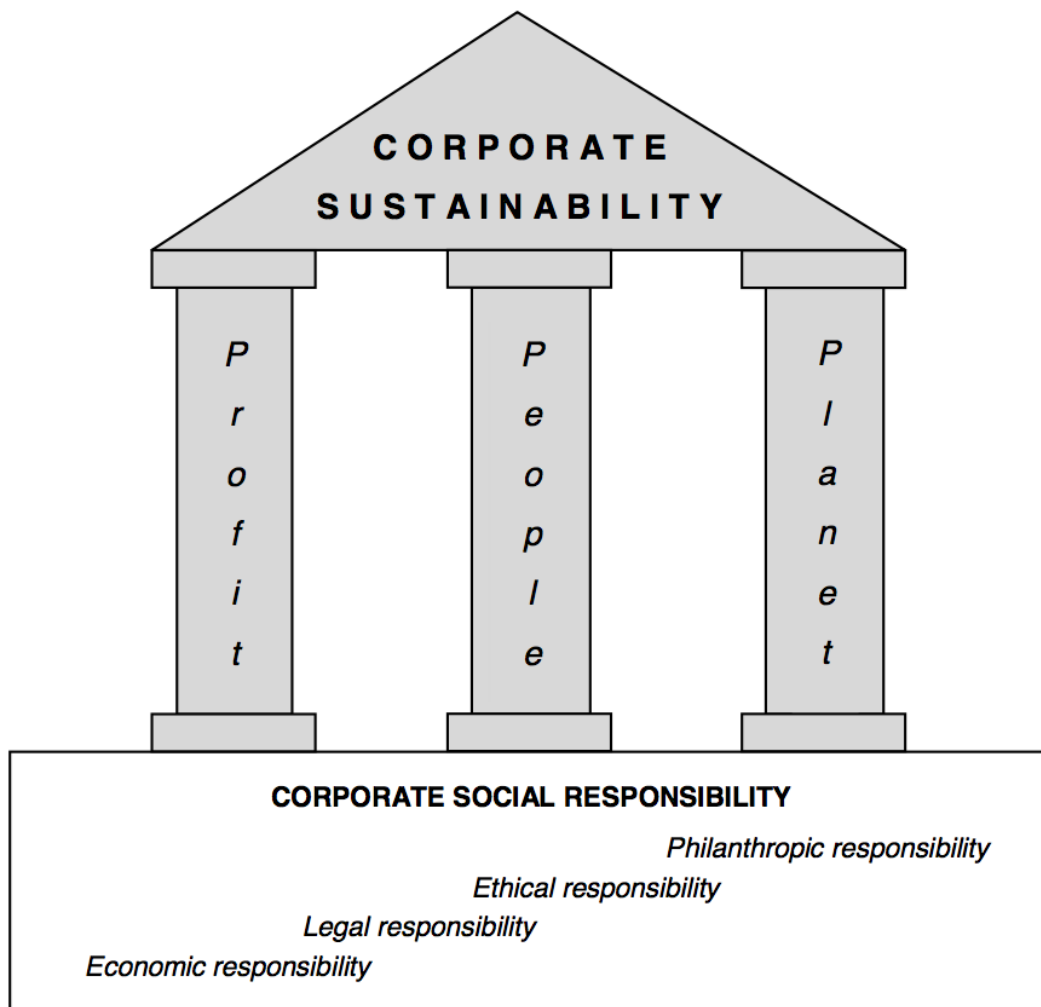 CORPORATE
SUSTAINABILITY
Profit
People
Planet
CORPORATE SOCIAL RESPONSIBILITY
Philanthropic responsibility
Ethical responsibility
Legal responsibility
Economic responsibility